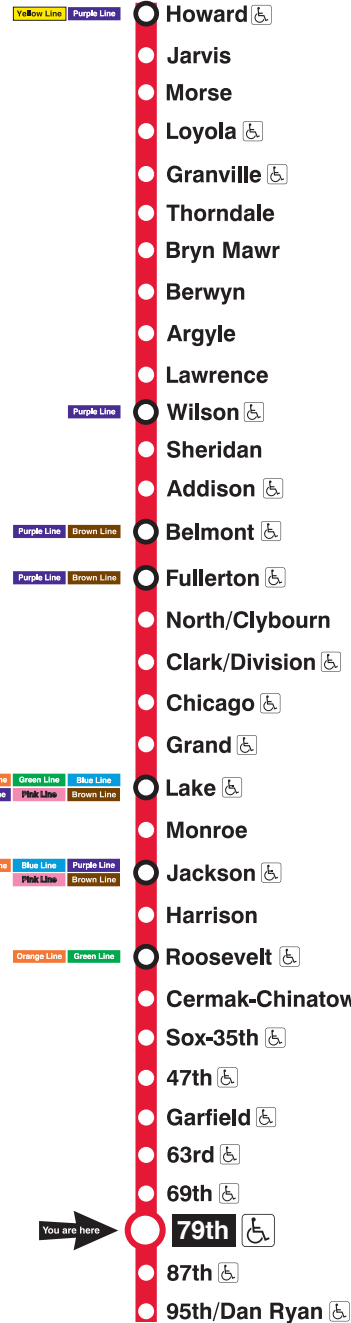 Yellow Line Purple Line Howard
Jarvis
Morse
Loyola
Granville
Thorndale
Bryn Mawr
Berwyn
Argyle
Lawrence
Purple Line Wilson
Sheridan
Addison
Purple Line Brown Line Belmont
Purple Line Brown Line Fullerton
North/Clybourn
Clark/Division
Chicago
Grand
Green Line Blue Line
Lake
Pink Line Brown Line
Monroe
Blue Line Purple Line
Jackson
Pink Line Brown Line
Harrison
Orange Line Green Line Roosevelt
Cermak-Chinatow
Sox-35th
47th
Garfield
63rd
69th
You are here 79th
87th
95th/Dan Ryan